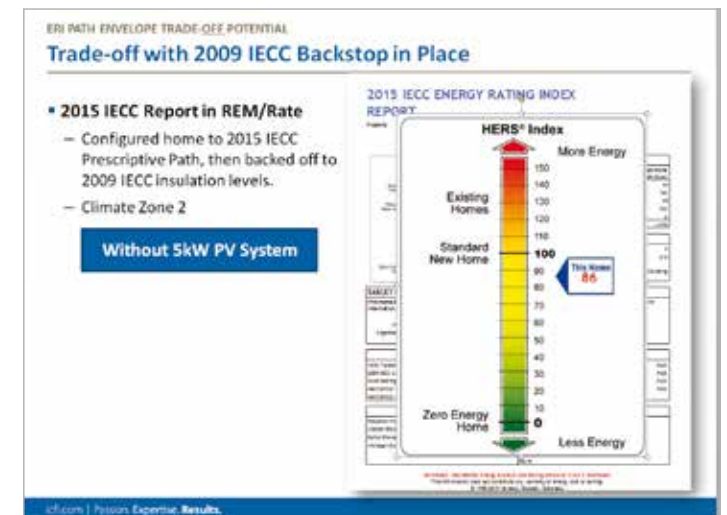 ERI PATH ENVELOPE TRADE-OFF POTENTIAL
Trade-off with 2009 IECC Backstop in Place
▪ 2015 IECC Report in REM/Rate
– Configured home to 2015 IECC
Prescriptive Path, then backed off to
2009 IECC insulation levels.
– Climate Zone 2
Without 5kW PV System
2015 IECC ENERGY RATING INDEX
REPORT
HERS® Index
More Energy
150
140
Existing
Homes
130
120
110
Standard
New Home
100
90
This Home
86
80
70
60
50
40
30
20
10
Zero Energy
Home
0
Less Energy
icfi.com | Passion. Expertise. Results.